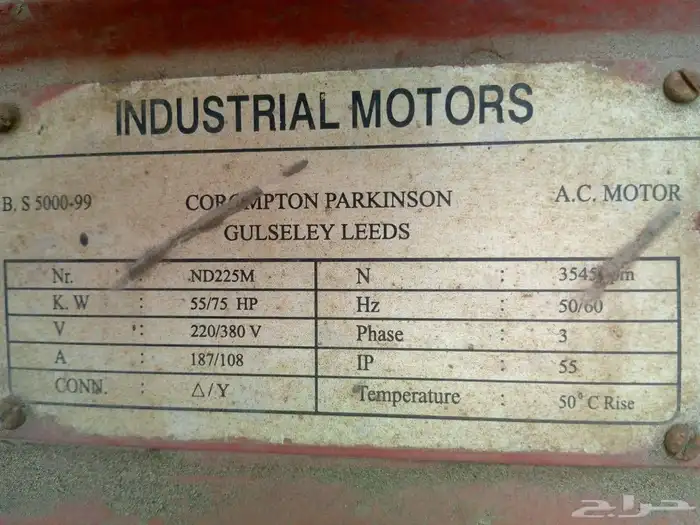 INDUSTRIAL MOTORS
B. S 5000-99 COROMPTON PARKINSON A.C. MOTOR
GULSELEY LEEDS
Nr. : ND225M N : 3545
K. W : 55/75 HP Hz : 50/60
V : 220/380 V Phase : 3
A : 187/108 IP : 55
CONN. : △/Y Temperature : 50°C Rise
حراج